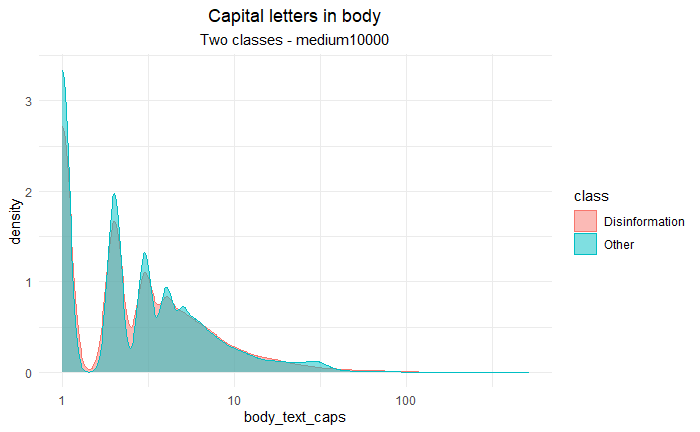 Capital letters in body
Two classes - medium10000
density
3
2
1
0
1
10
100
body_text_caps
class
Disinformation
Other